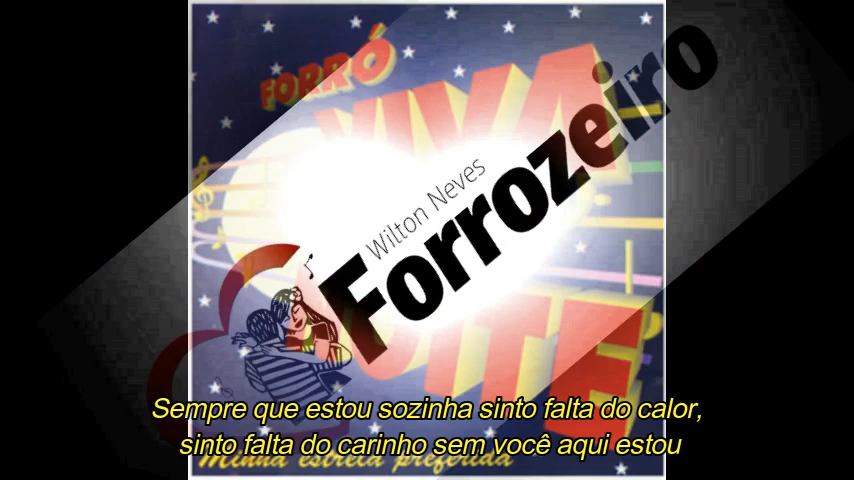 FORRÓ
VIVA
Wilton Neves
Forrozeiro
Sempre que estou sozinha sinto falta do calor,
sinto falta do carinho sem você aqui estou
Minha estrela preferida